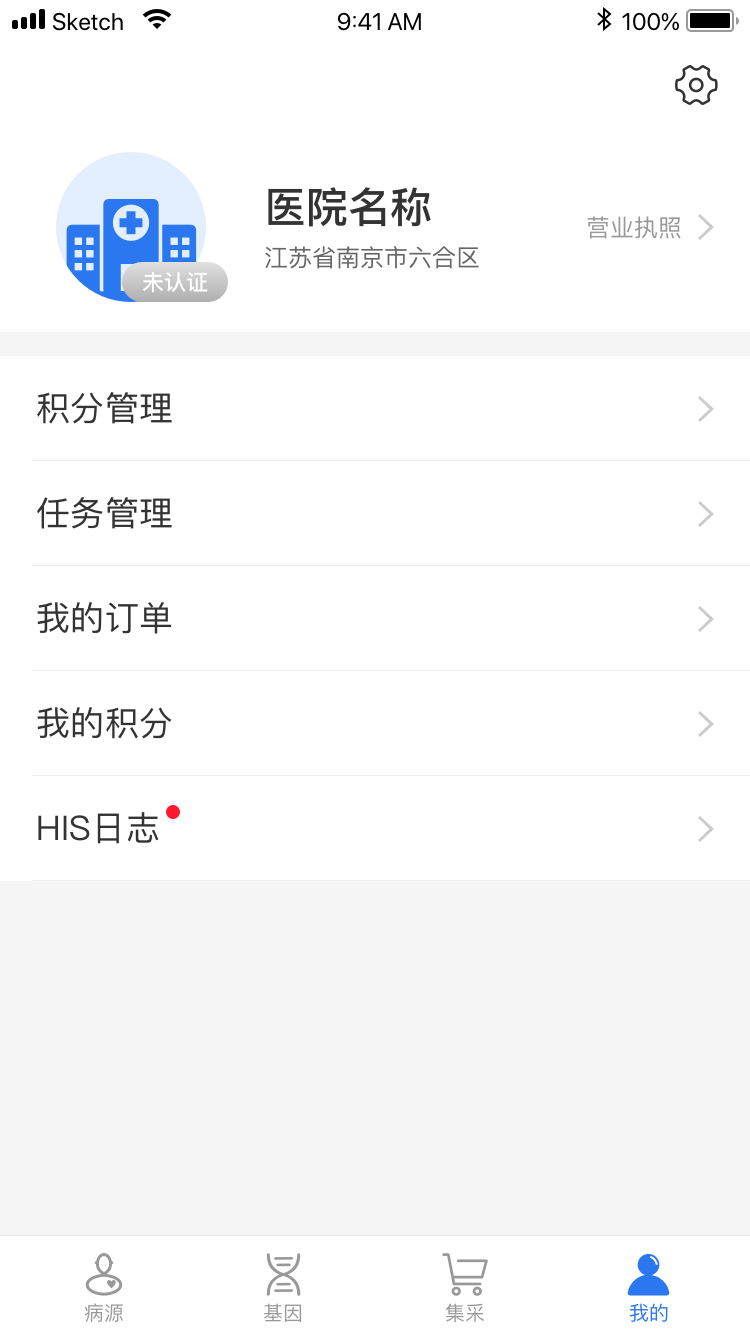 Sketch 9:41 AM 100%
医院名称
江苏省南京市六合区
营业执照
未认证
积分管理
任务管理
我的订单
我的积分
HIS日志
病源 基因 集采 我的